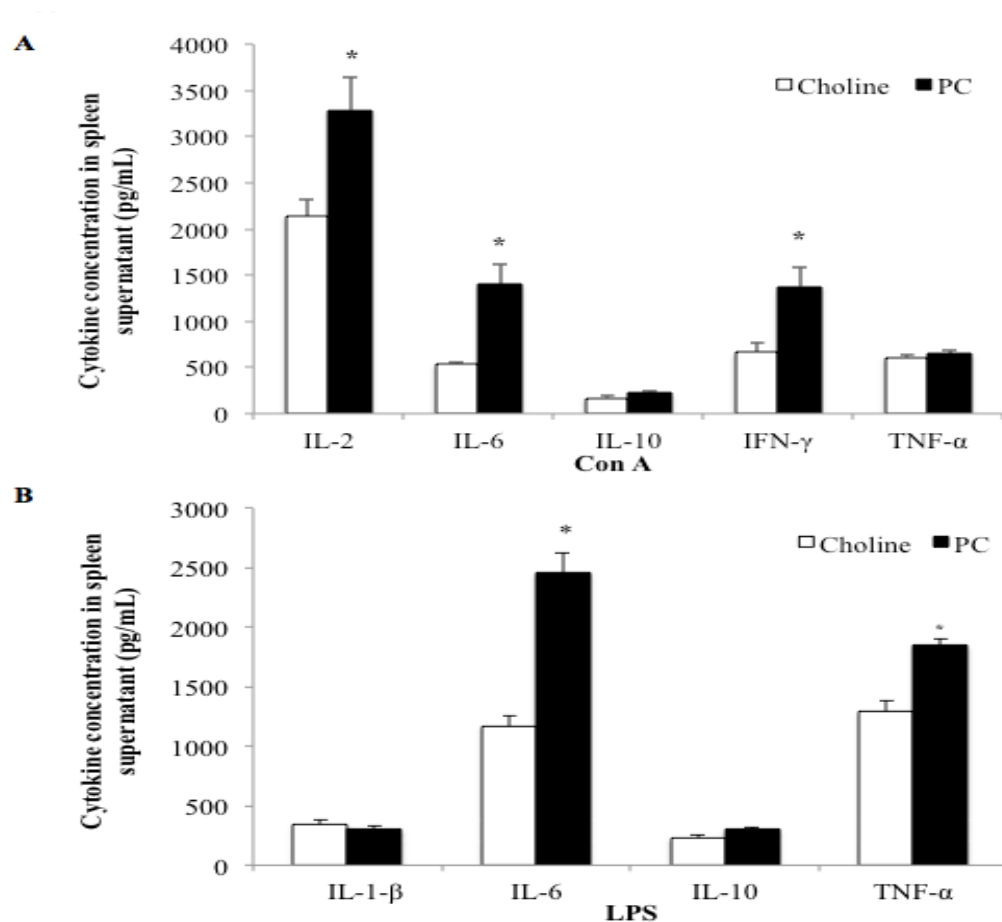 A
Cytokine concentration in spleen
supernatant (pg/mL)
4000
3500
3000
2500
2000
1500
1000
500
0
*
*
*
Choline PC
IL-2 IL-6 IL-10 IFN-γ TNF-α
Con A
B
Cytokine concentration in spleen
supernatant (pg/mL)
3000
2500
2000
1500
1000
500
0
*
*
Choline PC
IL-1-β IL-6 IL-10 TNF-α
LPS